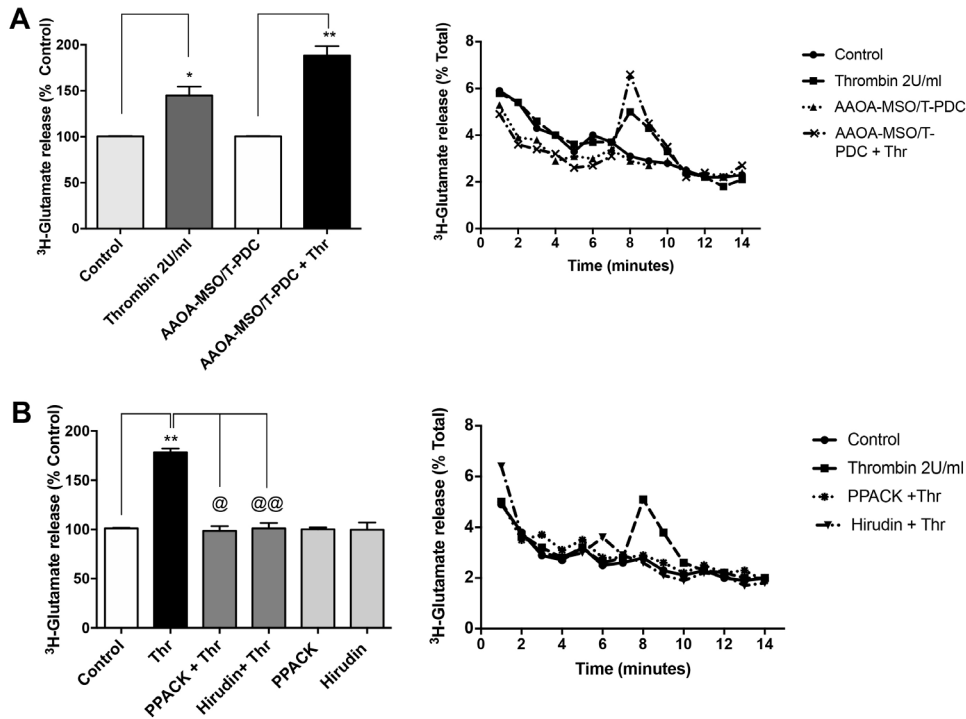 A
³H-Glutamate release (% Control)
200
150
100
50
0
*
**
Control
Thrombin 2U/ml
AAOA-MSO/T-PDC
AAOA-MSO/T-PDC + Thr
³H-Glutamate release (% Total)
8
6
4
2
0
0 2 4 6 8 10 12 14
Time (minutes)
Control
Thrombin 2U/ml
AAOA-MSO/T-PDC
AAOA-MSO/T-
PDC + Thr
B
³H-Glutamate release (% Control)
200
150
100
50
0
**
@
@@
Control
Thr
PPACK + Thr
Hirudin+ Thr
PPACK
Hirudin
³H-Glutamate release (% Total)
8
6
4
2
0
0 2 4 6 8 10 12 14
Time (minutes)
Control
Thrombin 2U/ml
PPACK +Thr
Hirudin + Thr